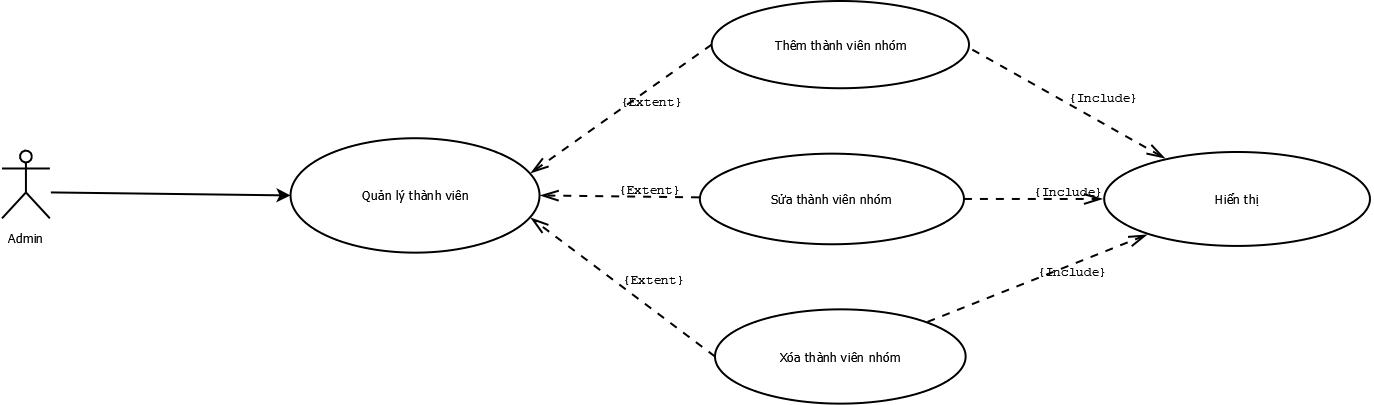 Thêm thành viên nhóm
{Extent}
{Include}
Admin
Quản lý thành viên
{Extent}
Sửa thành viên nhóm
{Include}
Hiển thị
{Extent}
{Include}
Xóa thành viên nhóm